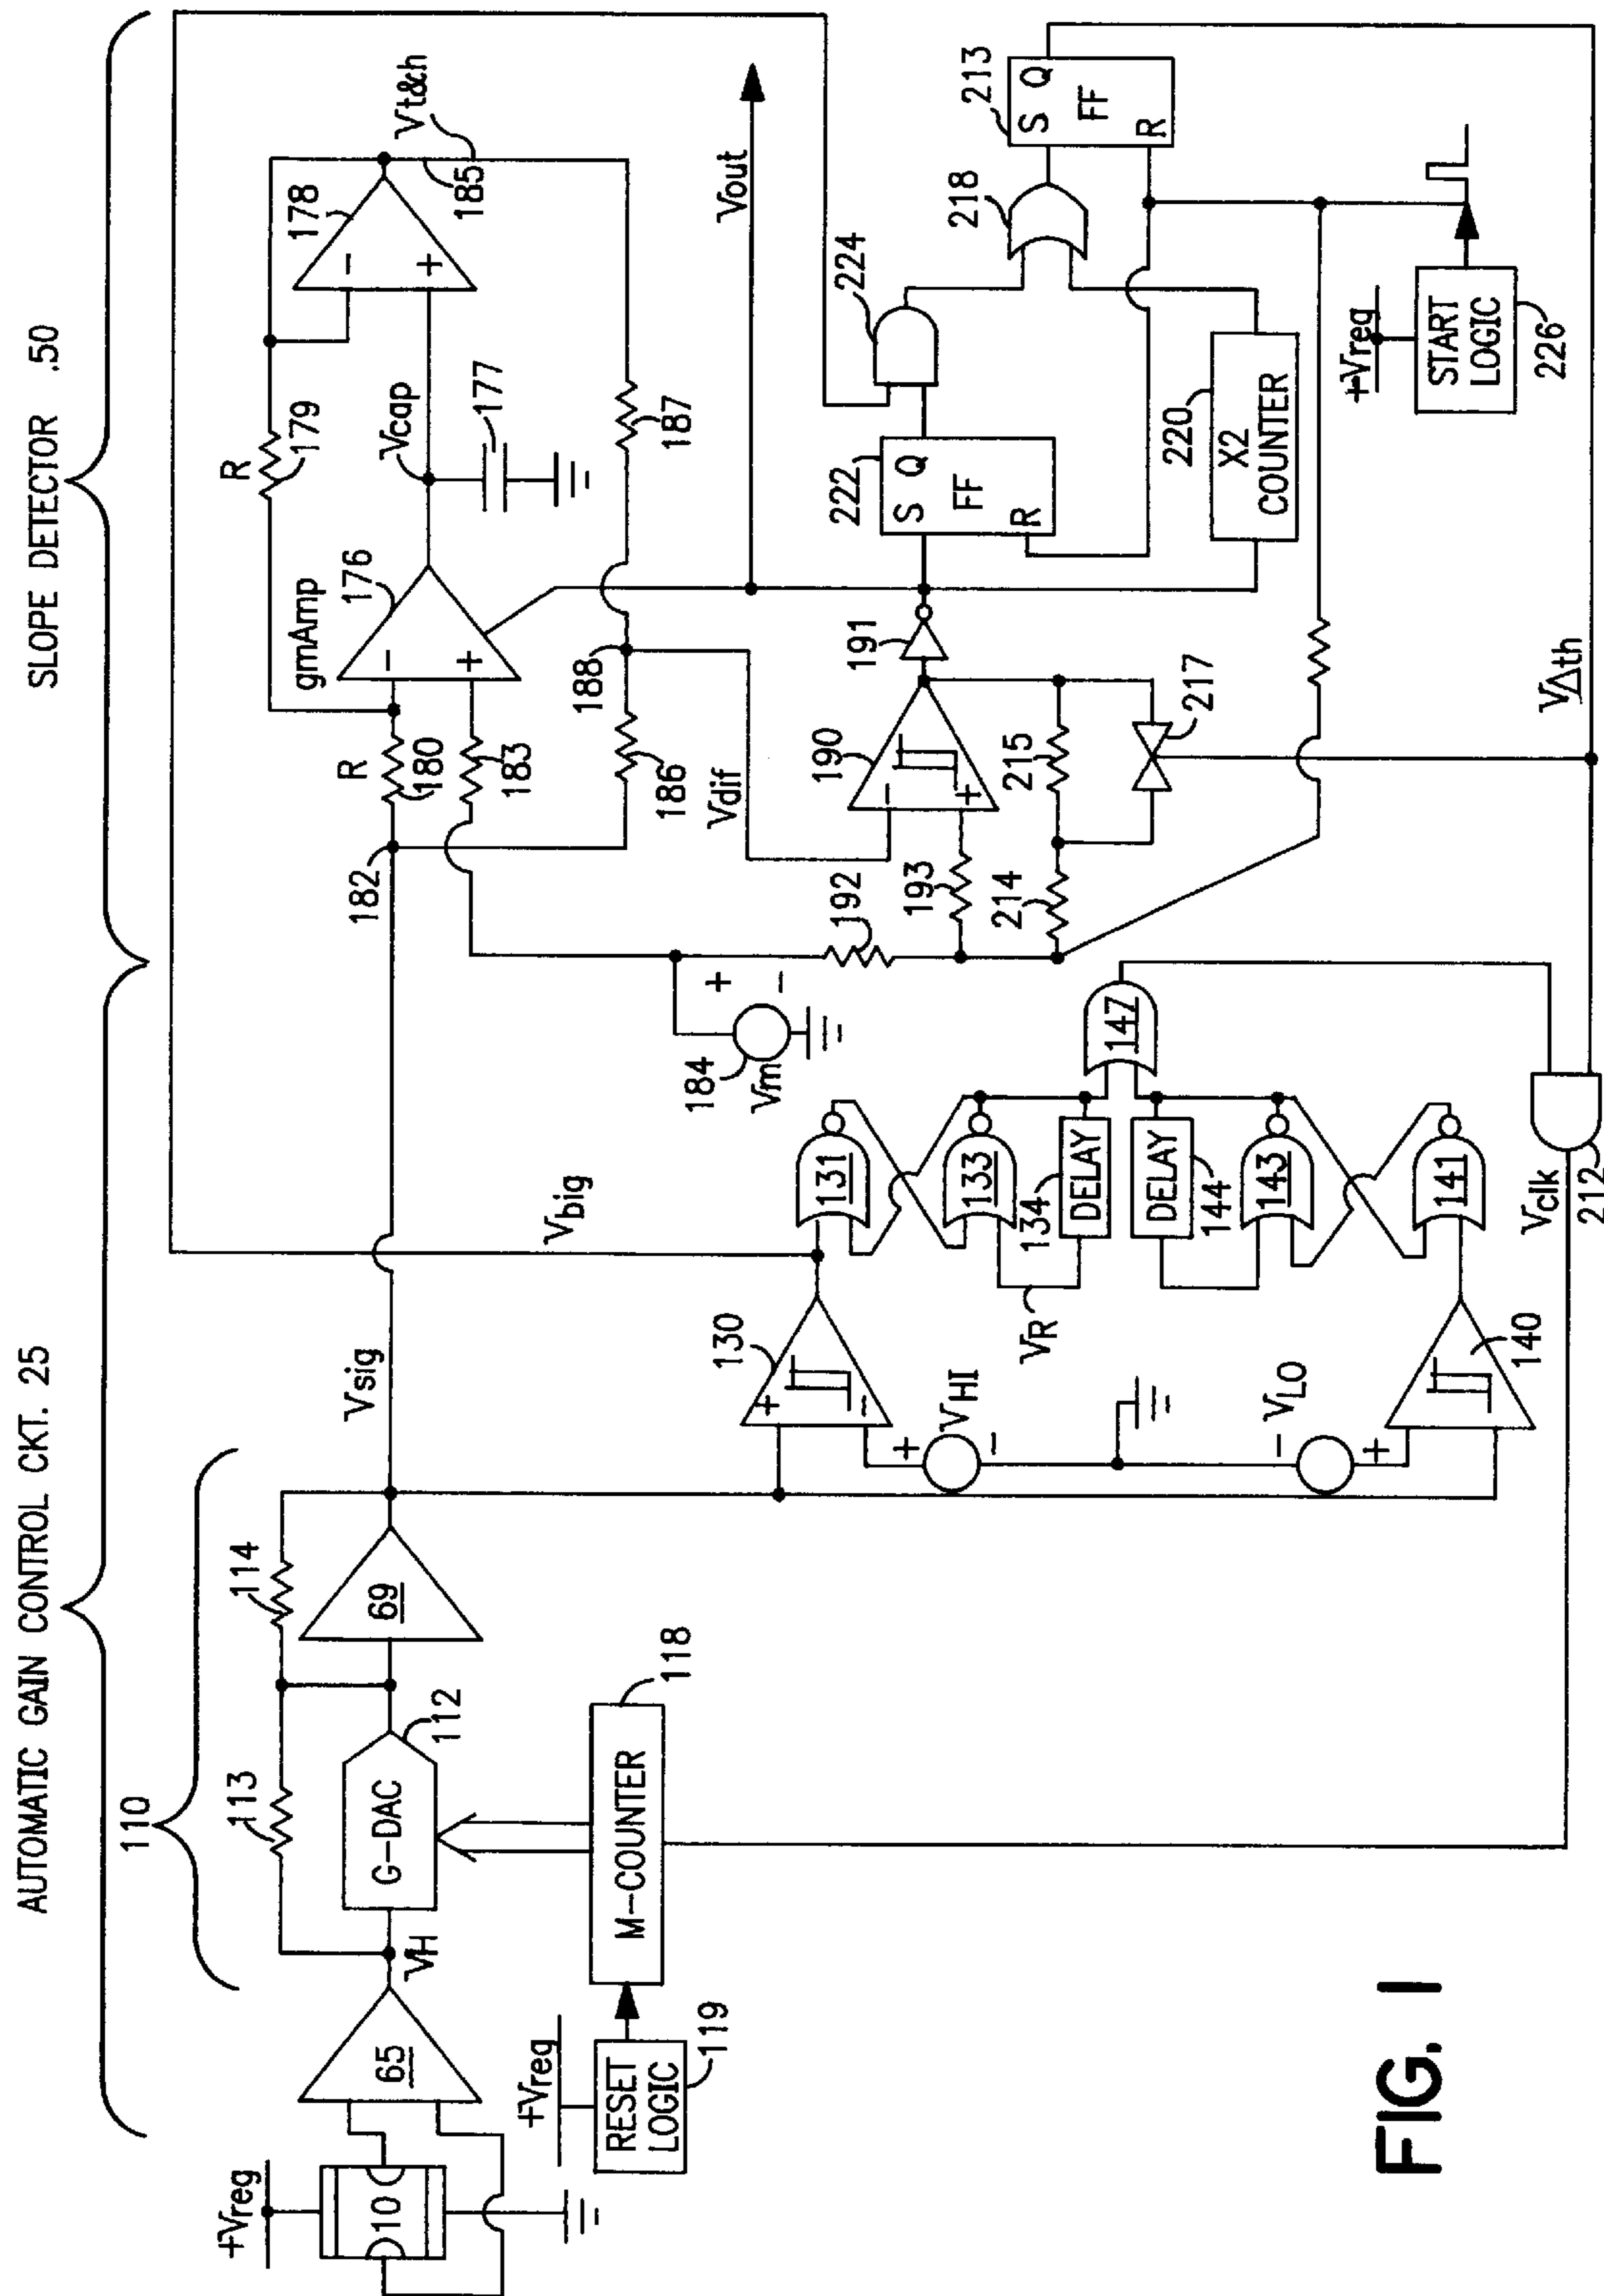 AUTOMATIC GAIN CONTROL CKT. 25
SLOPE DETECTOR .50
110
+Vreg
10
65
VH
113
G-DAC
112
114
69
Vsig
182
R
180
183
gmAmp
176
R
179
Vcap
177
178
185
Vt&h
-
+
-
+
186
188
187
Vdif
Vout
+Vreg
RESET
LOGIC
119
M-COUNTER
118
Vbig
130
+
-
VHI
+
-
VLO
-
+
140
131
133
VR
134
DELAY
DELAY
144
143
141
147
Vclk
212
184
Vm
+
-
192
193
190
-
+
191
214
215
217
222
S Q
FF
R
224
218
213
S Q
FF
R
220
X2
COUNTER
+Vreg
START
LOGIC
226
VΔth
FIG. 1